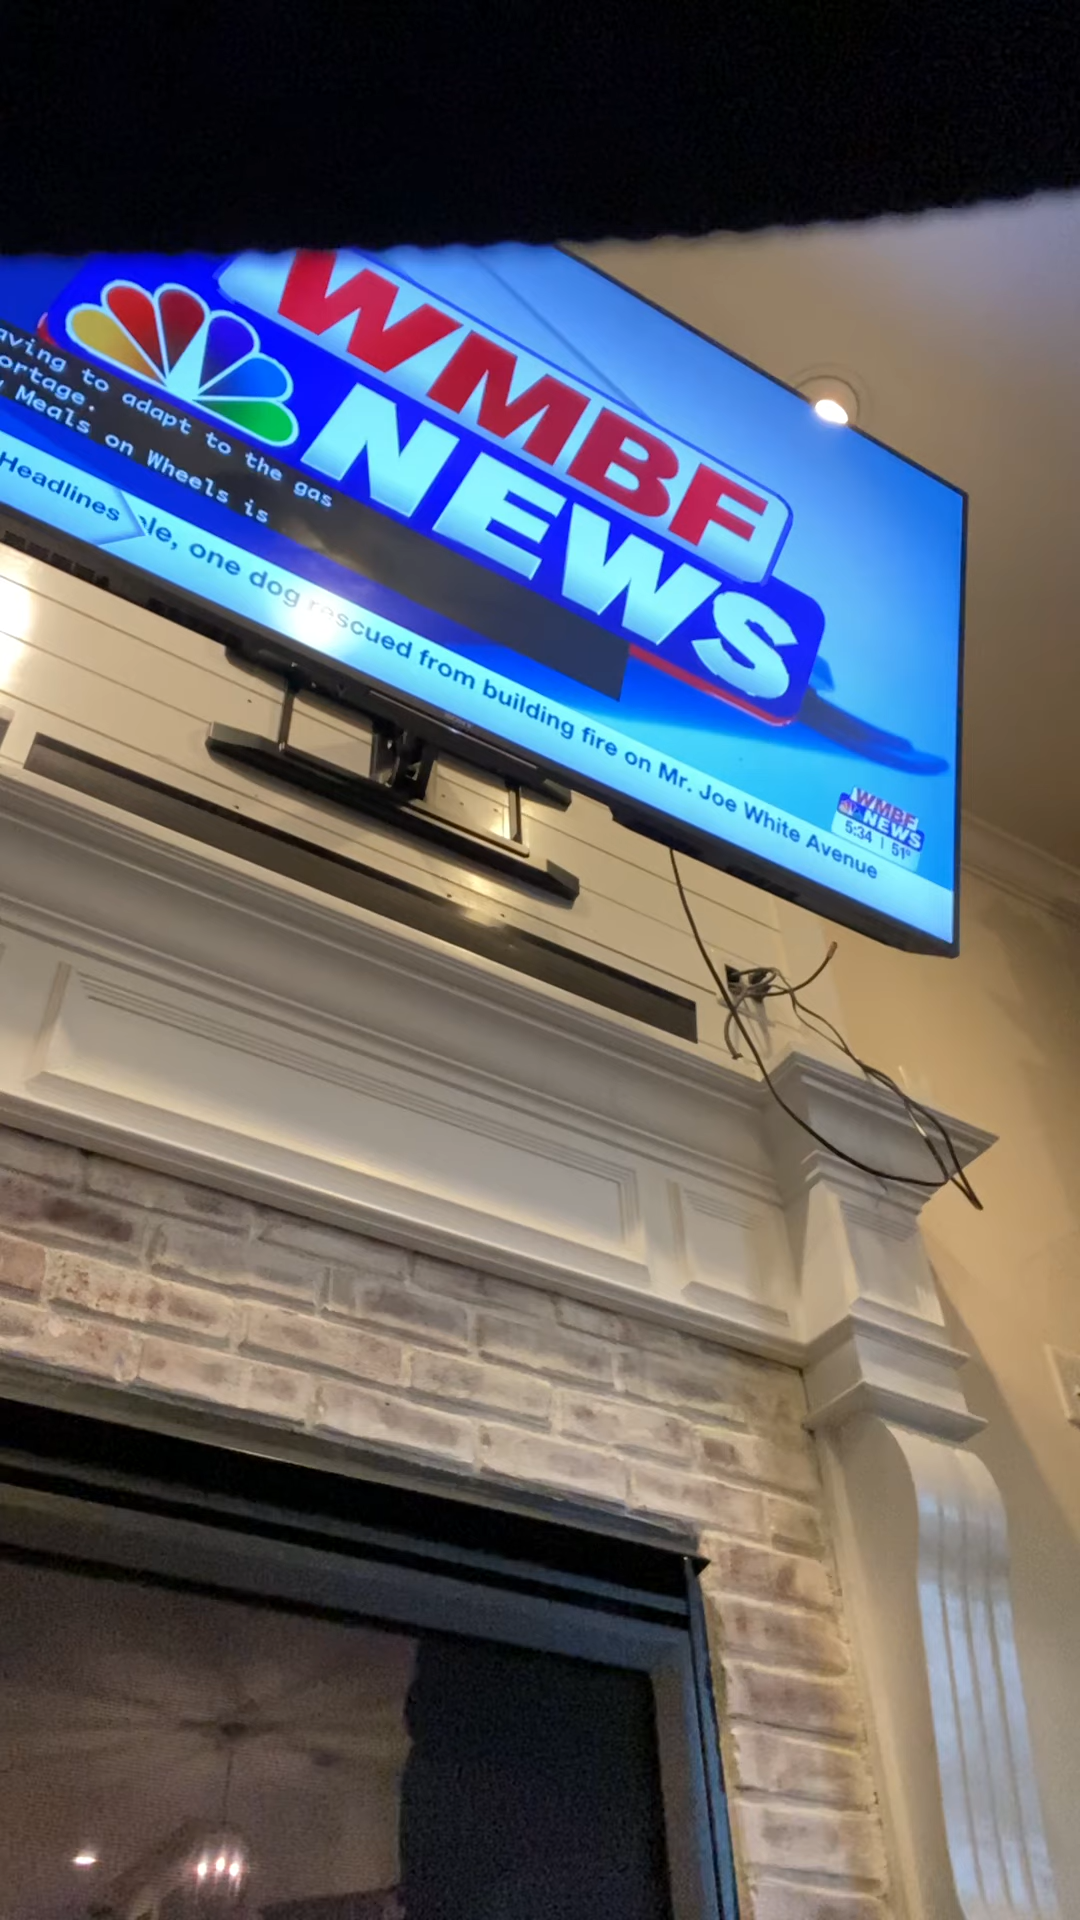 WMBF
NEWS
aving to adapt to the gas
ortage.
Meals on Wheels is
Headlines
le, one dog rescued from building fire on Mr. Joe White Avenue
WMBF
NEWS
5:34 | 51°